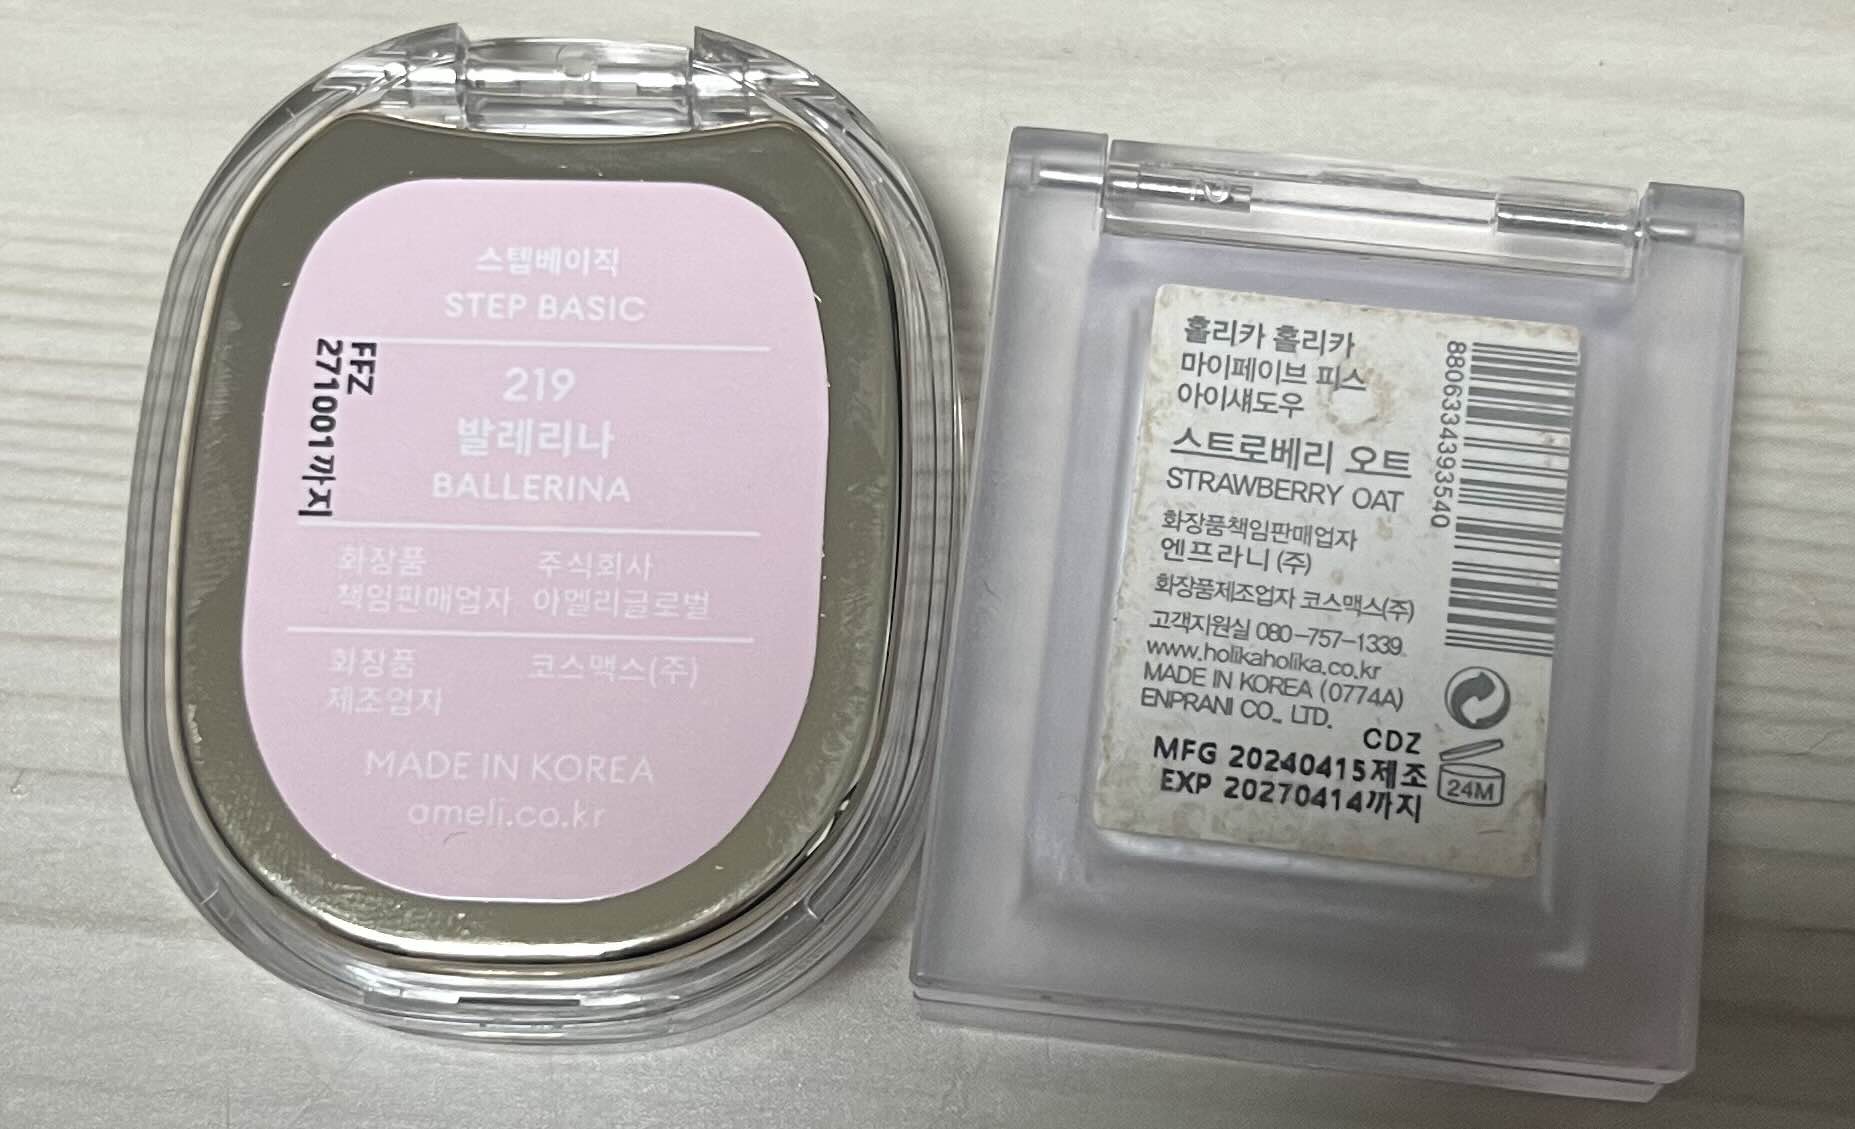 스텝베이직
STEP BASIC
219
발레리나
BALLERINA
화장품 주식회사
책임판매업자 아멜리글로벌
화장품 코스맥스(주)
제조업자
MADE IN KOREA
ameli.co.kr
FFZ
271001까지
홀리카 홀리카
마이페이브 피스
아이섀도우
스트로베리 오트
STRAWBERRY OAT
화장품책임판매업자
엔프라니 (주)
화장품제조업자 코스맥스(주)
고객지원실 080-757-1339
www.holikaholika.co.kr
MADE IN KOREA (0774A)
ENPRANI CO., LTD.
CDZ
MFG 20240415제조
EXP 20270414까지
24M
8806334393540